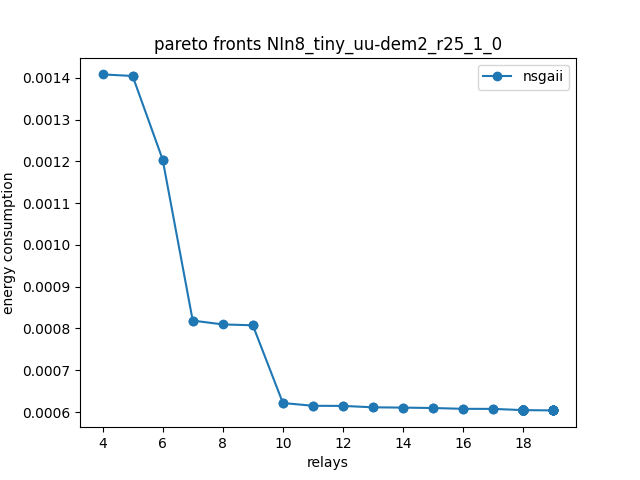 pareto fronts NIn8_tiny_uu-dem2_r25_1_0
nsgaii
energy consumption
0.0014
0.0013
0.0012
0.0011
0.0010
0.0009
0.0008
0.0007
0.0006
4 6 8 10 12 14 16 18
relays